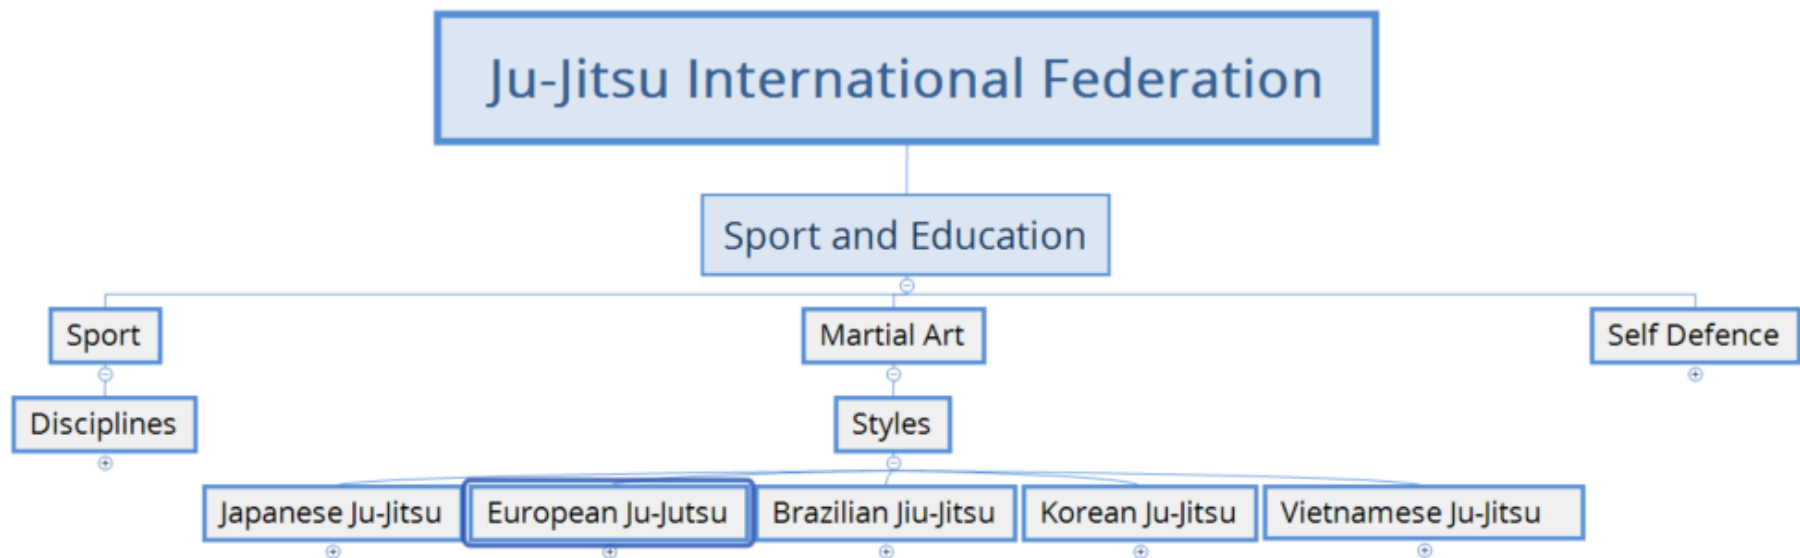 Ju-Jitsu International Federation
Sport and Education
Sport
Martial Art
Self Defence
Disciplines
Styles
Japanese Ju-Jitsu
European Ju-Jutsu
Brazilian Jiu-Jitsu
Korean Ju-Jitsu
Vietnamese Ju-Jitsu